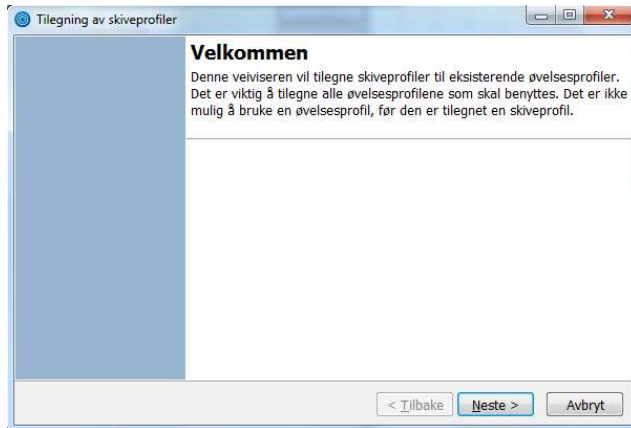 Tilegning av skiveprofiler
Velkommen
Denne veiviseren vil tilegne skiveprofiler til eksisterende øvelsesprofiler.
Det er viktig å tilegne alle øvelsesprofilene som skal benyttes. Det er ikke
mulig å bruke en øvelsesprofil, før den er tilegnet en skiveprofil.
< Tilbake
Neste >
Avbryt